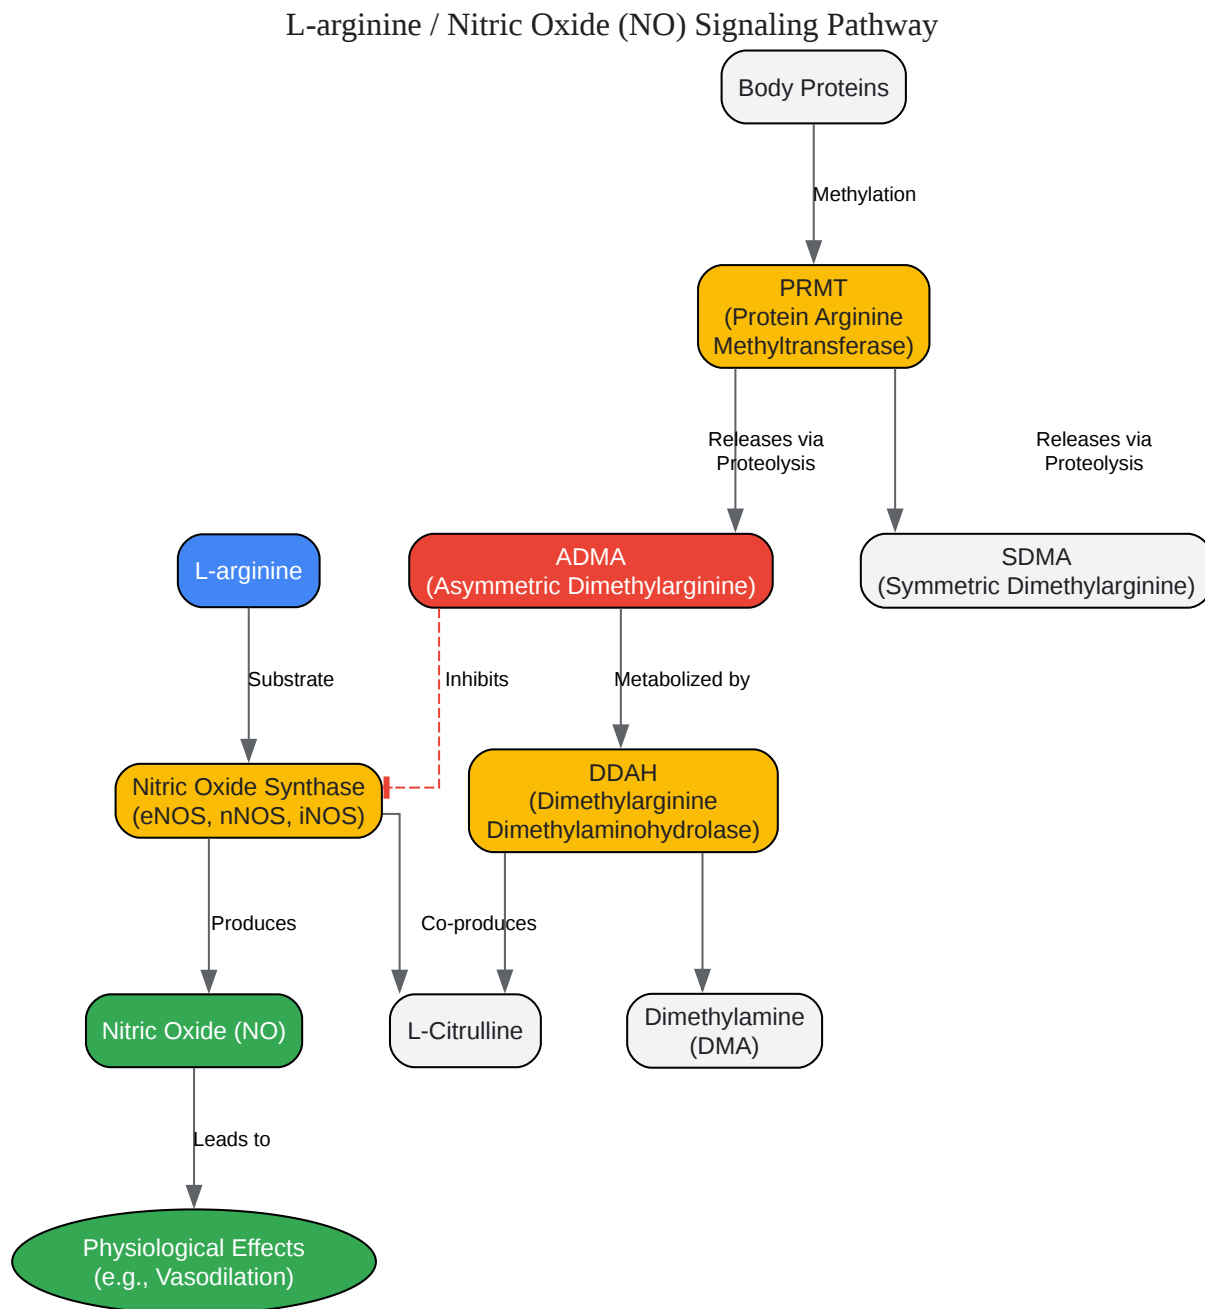 L-arginine / Nitric Oxide (NO) Signaling Pathway
Body Proteins
Methylation
PRMT
(Protein Arginine
Methyltransferase)
Releases via
Proteolysis
Releases via
Proteolysis
L-arginine
ADMA
(Asymmetric Dimethylarginine)
SDMA
(Symmetric Dimethylarginine)
Substrate
Inhibits
Metabolized by
Nitric Oxide Synthase
(eNOS, nNOS, iNOS)
DDAH
(Dimethylarginine
Dimethylaminohydrolase)
Produces
Co-produces
Nitric Oxide (NO)
L-Citrulline
Dimethylamine
(DMA)
Leads to
Physiological Effects
(e.g., Vasodilation)